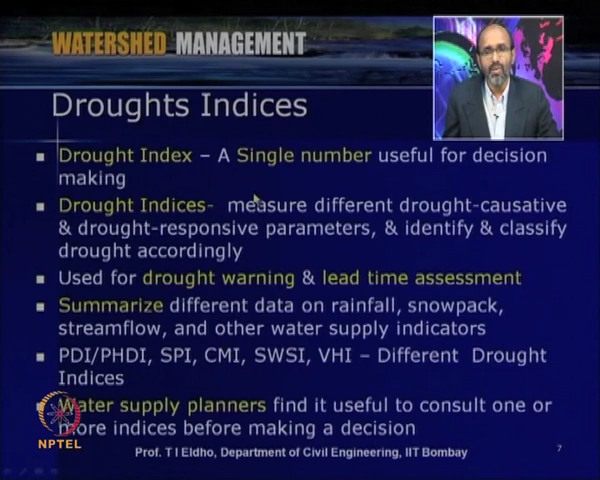 WATERSHED MANAGEMENT
Droughts Indices
Drought Index – A Single number useful for decision
making
Drought Indices- measure different drought-causative
& drought-responsive parameters, & identify & classify
drought accordingly
Used for drought warning & lead time assessment
Summarize different data on rainfall, snowpack,
streamflow, and other water supply indicators
PDI/PHDI, SPI, CMI, SWSI, VHI – Different Drought
Indices
Water supply planners find it useful to consult one or
more indices before making a decision
NPTEL
Prof. T I Eldho, Department of Civil Engineering, IIT Bombay
7